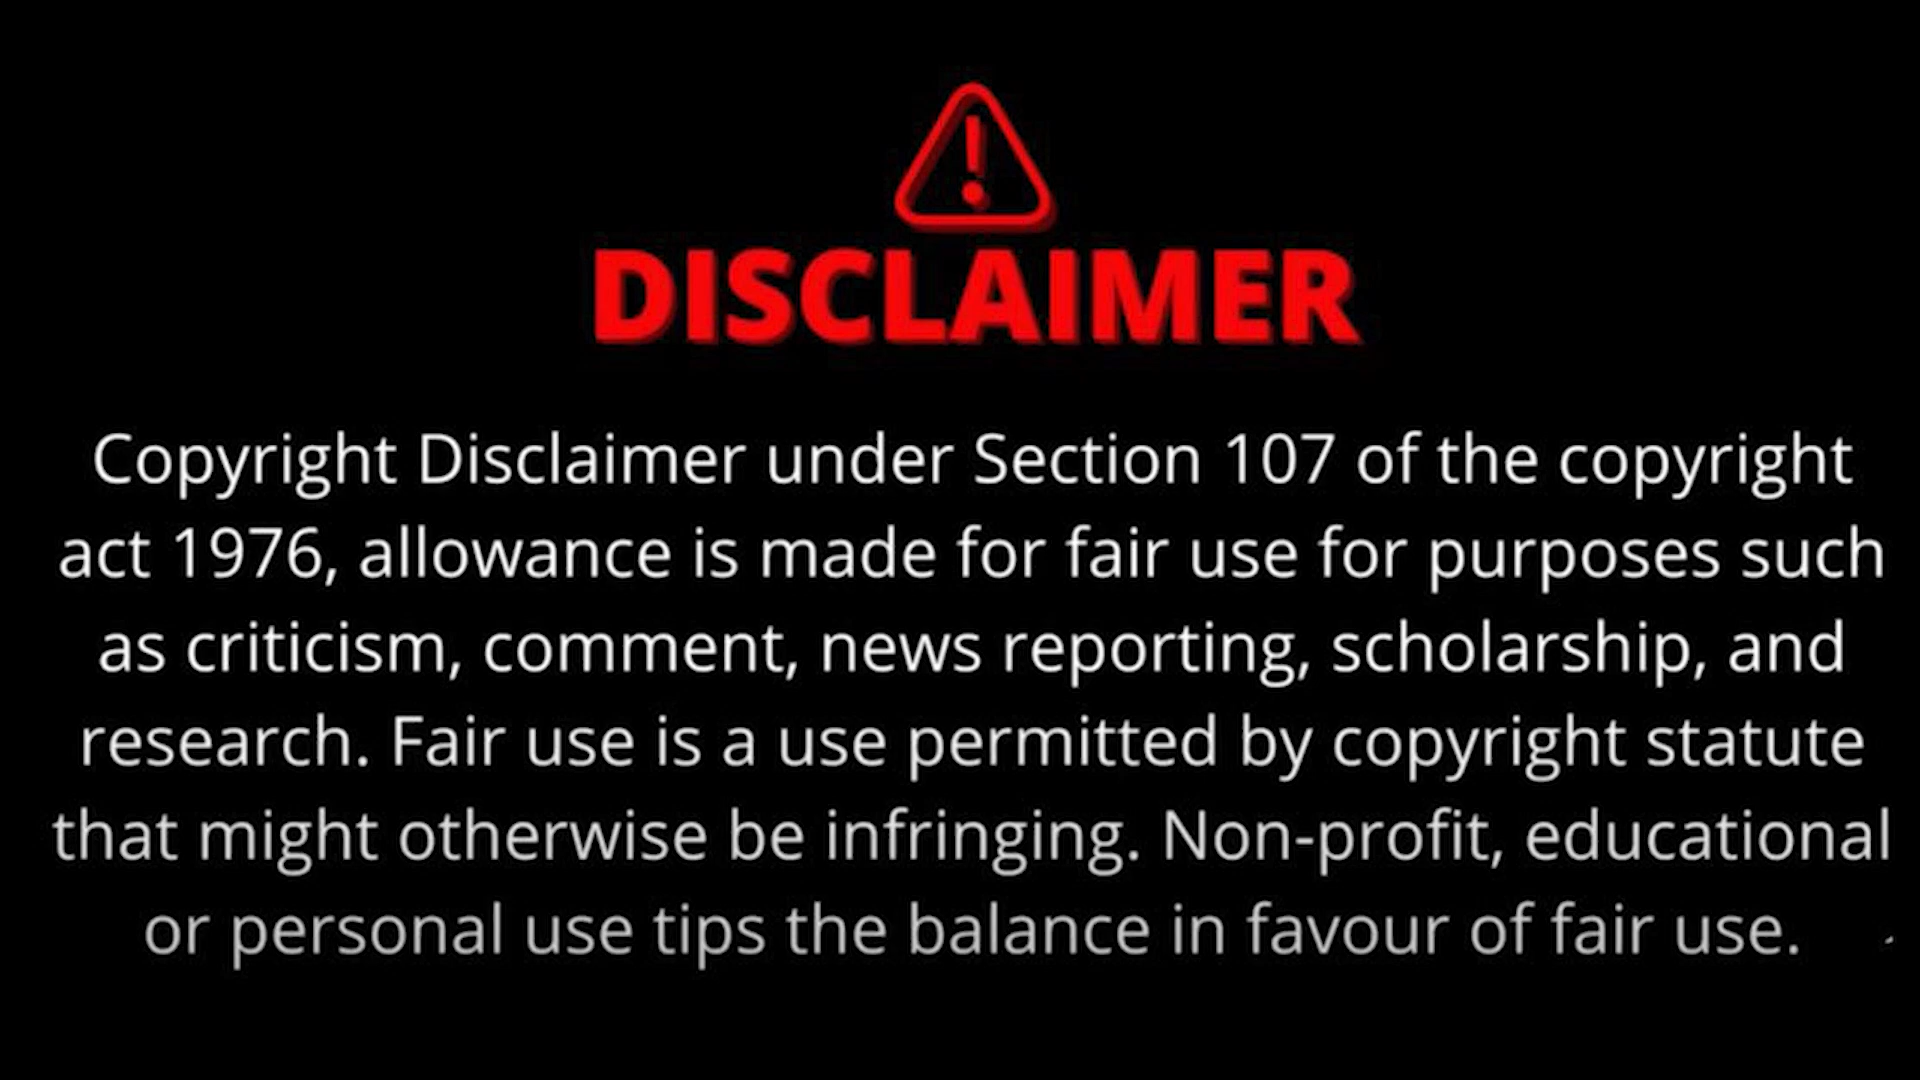 DISCLAIMER
Copyright Disclaimer under Section 107 of the copyright
act 1976, allowance is made for fair use for purposes such
as criticism, comment, news reporting, scholarship, and
research. Fair use is a use permitted by copyright statute
that might otherwise be infringing. Non-profit, educational
or personal use tips the balance in favour of fair use.